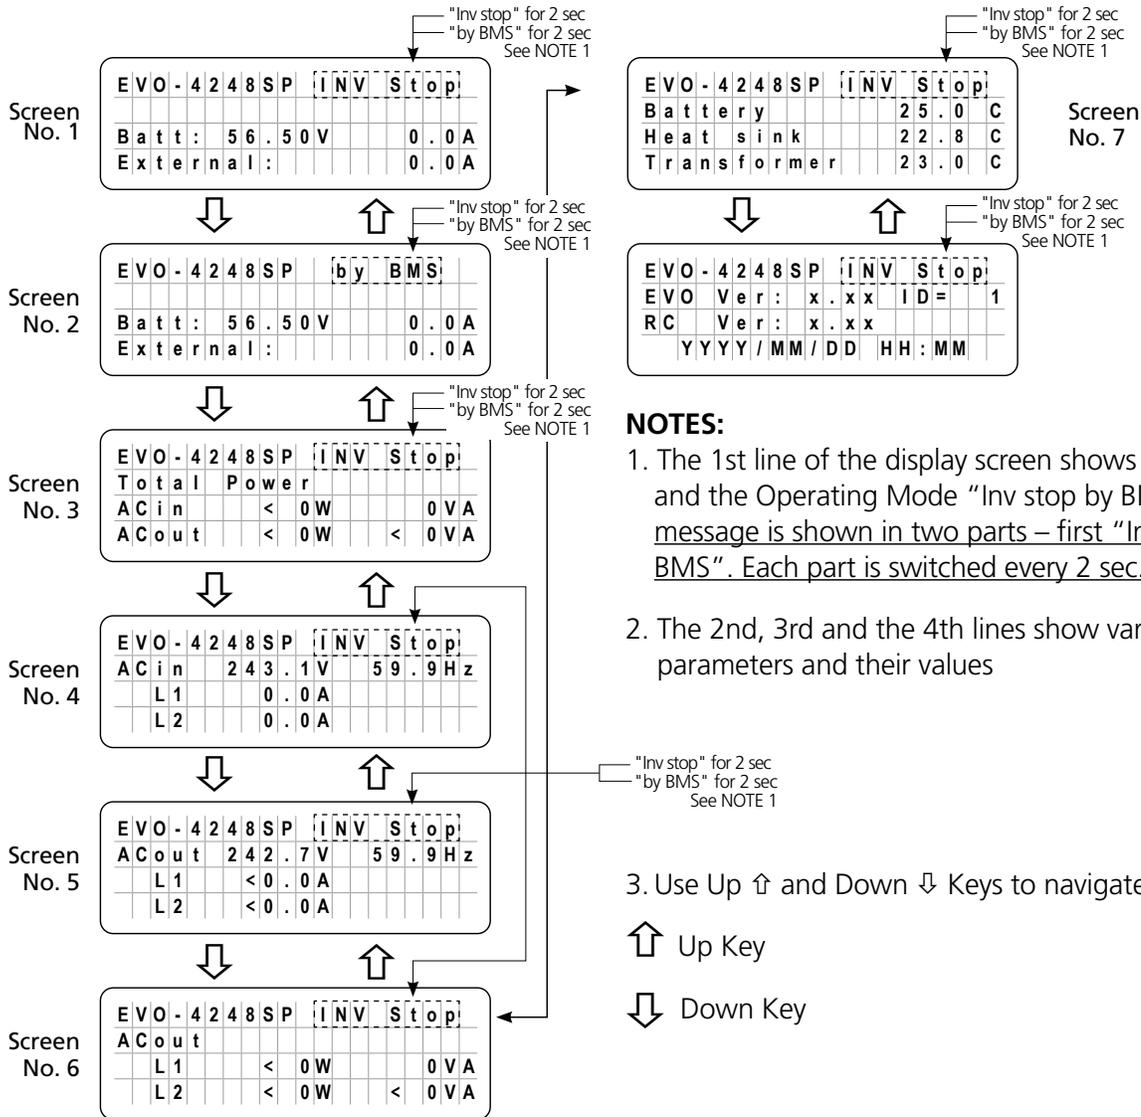 "Inv stop" for 2 sec
"by BMS" for 2 sec
See NOTE 1
Screen No. 1
EVO-4248SP INV Stop
Batt: 56.50V 0.0A
External: 0.0A
"Inv stop" for 2 sec
"by BMS" for 2 sec
See NOTE 1
Screen No. 2
EVO-4248SP by BMS
Batt: 56.50V 0.0A
External: 0.0A
"Inv stop" for 2 sec
"by BMS" for 2 sec
See NOTE 1
Screen No. 3
EVO-4248SP INV Stop
Total Power
ACin < 0W 0VA
ACout < 0W < 0VA
Screen No. 4
EVO-4248SP INV Stop
ACin 243.1V 59.9Hz
L1 0.0A
L2 0.0A
"Inv stop" for 2 sec
"by BMS" for 2 sec
See NOTE 1
Screen No. 5
EVO-4248SP INV Stop
ACout 242.7V 59.9Hz
L1 <0.0A
L2 <0.0A
Screen No. 6
EVO-4248SP INV Stop
ACout
L1 < 0W 0VA
L2 < 0W < 0VA
"Inv stop" for 2 sec
"by BMS" for 2 sec
See NOTE 1
Screen No. 7
EVO-4248SP INV Stop
Battery 25.0 C
Heat sink 22.8 C
Transformer 23.0 C
"Inv stop" for 2 sec
"by BMS" for 2 sec
See NOTE 1
EVO-4248SP INV Stop
EVO Ver: x.xx ID= 1
RC Ver: x.xx
YYYY/MM/DD HH:MM
NOTES:
1. The 1st line of the display screen shows
and the Operating Mode “Inv stop by
message is shown in two parts – first
BMS”. Each part is switched every 2 sec.
2. The 2nd, 3rd and the 4th lines show
parameters and their values
3. Use Up ⇧ and Down ⇩ Keys to navigate
⇧ Up Key
⇩ Down Key